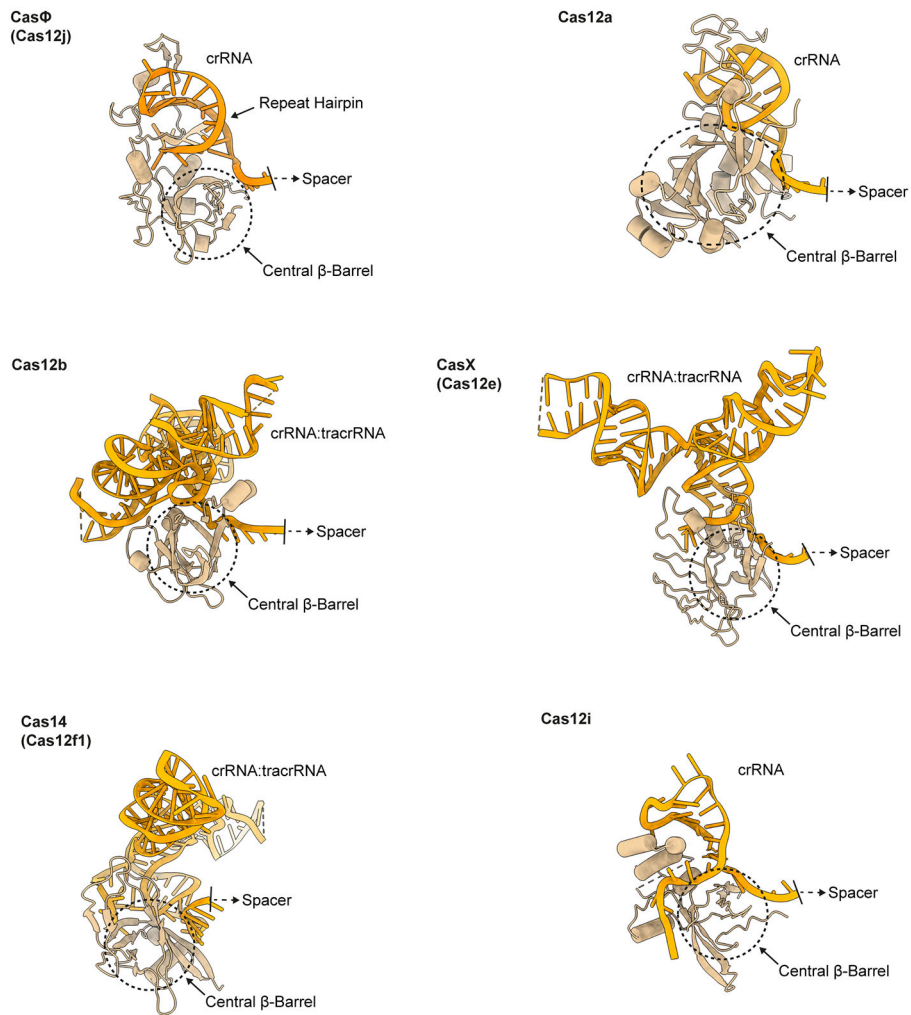 CasΦ
(Cas12j)
crRNA
Repeat Hairpin
Spacer
Central β-Barrel
Cas12a
crRNA
Spacer
Central β-Barrel
Cas12b
crRNA:tracrRNA
Spacer
Central β-Barrel
CasX
(Cas12e)
crRNA:tracrRNA
Spacer
Central β-Barrel
Cas14
(Cas12f1)
crRNA:tracrRNA
Spacer
Central β-Barrel
Cas12i
crRNA
Spacer
Central β-Barrel